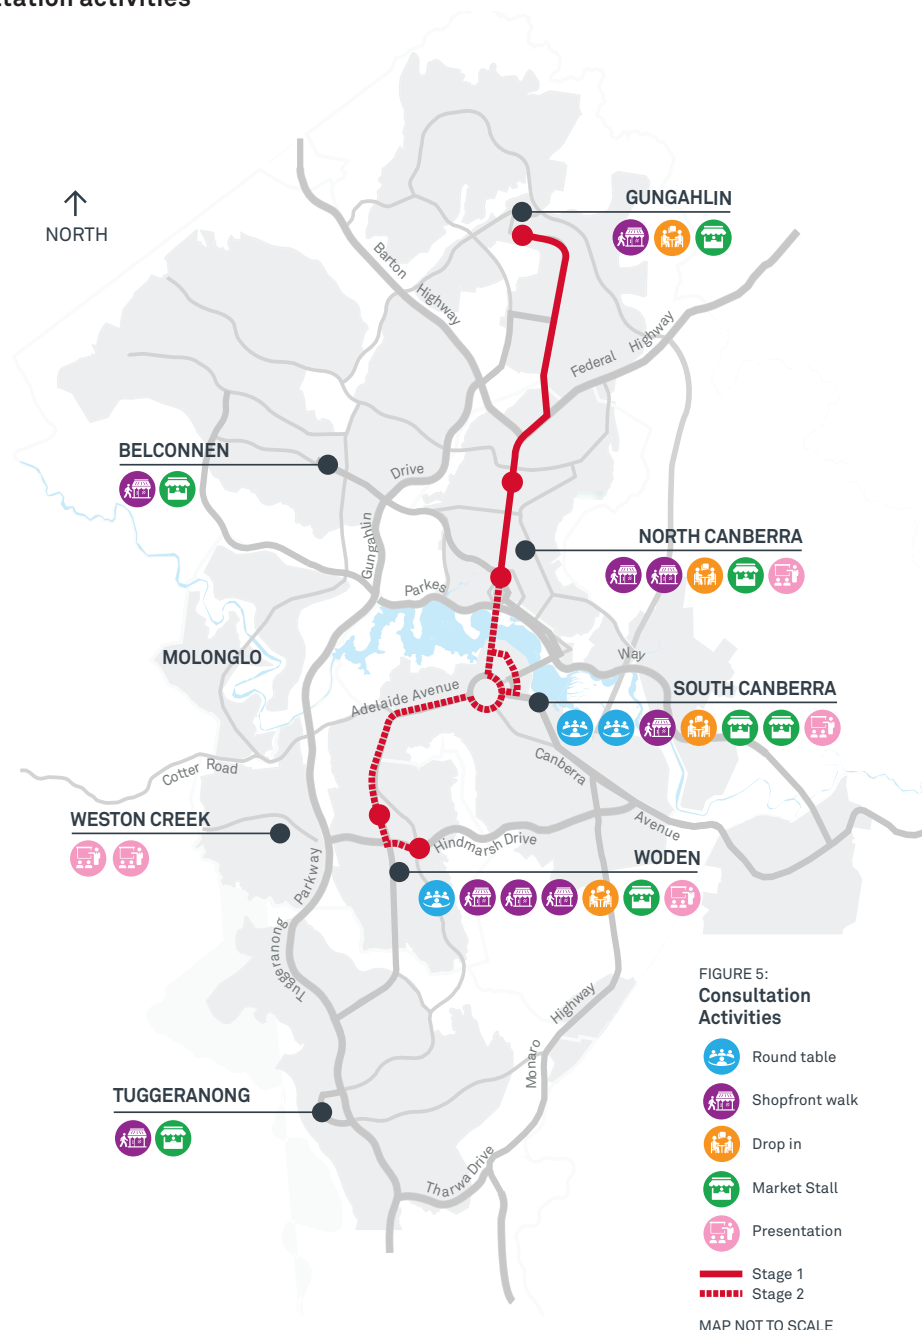 tation activities
NORTH
GUNGAHLIN
Barton
Highway
Federal
Highway
BELCONNEN
Drive
Gungahlin
NORTH CANBERRA
Parkes
MOLONGLO
Way
SOUTH CANBERRA
Adelaide Avenue
Cotter Road
Canberra
Avenue
WESTON CREEK
Hindmarsh Drive
WODEN
Parkway
Tuggeranong
FIGURE 5:
Consultation
Activities
Round table
Shopfront walk
Drop in
Market Stall
Presentation
Stage 1
Stage 2
MAP NOT TO SCALE
Highway
Monaro
TUGGERANONG
Tharwa Drive